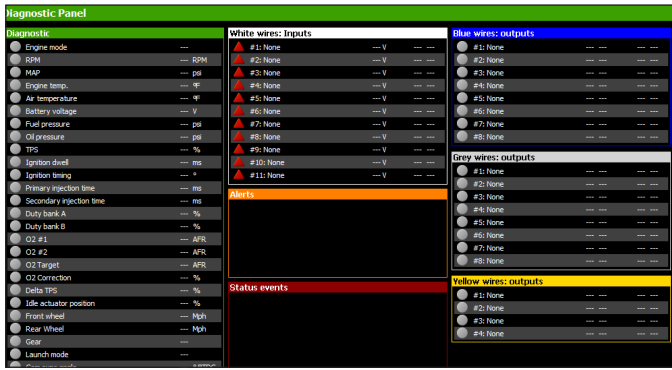 Diagnostic Panel
Diagnostic
Engine mode ---
RPM --- RPM
MAP --- psi
Engine temp. --- ºF
Air temperature --- ºF
Battery voltage --- V
Fuel pressure --- psi
Oil pressure --- psi
TPS --- %
Ignition dwell --- ms
Ignition timing --- °
Primary injection time --- ms
Secondary injection time --- ms
Duty bank A --- %
Duty bank B --- %
O2 #1 --- AFR
O2 #2 --- AFR
O2 Target --- AFR
O2 Correction --- %
Delta TPS --- %
Idle actuator position --- %
Front wheel --- Mph
Rear Wheel --- Mph
Gear ---
Launch mode ---
White wires: Inputs
#1: None --- V --- ---
#2: None --- V --- ---
#3: None --- V --- ---
#4: None --- V --- ---
#5: None --- V --- ---
#6: None --- V --- ---
#7: None --- V --- ---
#8: None --- V --- ---
#9: None --- V --- ---
#10: None --- V --- ---
#11: None --- V --- ---
Alerts
Status events
Blue wires: outputs
#1: None --- --- --- ---
#2: None --- --- --- ---
#3: None --- --- --- ---
#4: None --- --- --- ---
#5: None --- --- --- ---
#6: None --- --- --- ---
#7: None --- --- --- ---
#8: None --- --- --- ---
Grey wires: outputs
#1: None --- --- --- ---
#2: None --- --- --- ---
#3: None --- --- --- ---
#4: None --- --- --- ---
#5: None --- --- --- ---
#6: None --- --- --- ---
#7: None --- --- --- ---
#8: None --- --- --- ---
Yellow wires: outputs
#1: None --- --- --- ---
#2: None --- --- --- ---
#3: None --- --- --- ---
#4: None --- --- --- ---